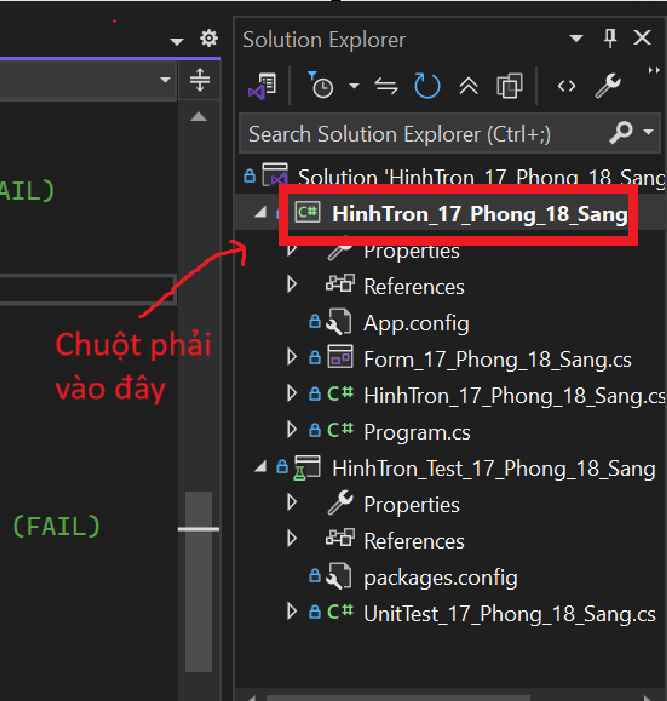 Solution Explorer
Search Solution Explorer (Ctrl+;)
Solution 'HinhTron_17_Phong_18_Sang
AIL)
C# HinhTron_17_Phong_18_Sang
Properties
References
Chuột phải
vào đây
App.config
Form_17_Phong_18_Sang.cs
C# HinhTron_17_Phong_18_Sang.cs
C# Program.cs
HinhTron_Test_17_Phong_18_Sang
Properties
(FAIL)
References
packages.config
C# UnitTest_17_Phong_18_Sang.cs